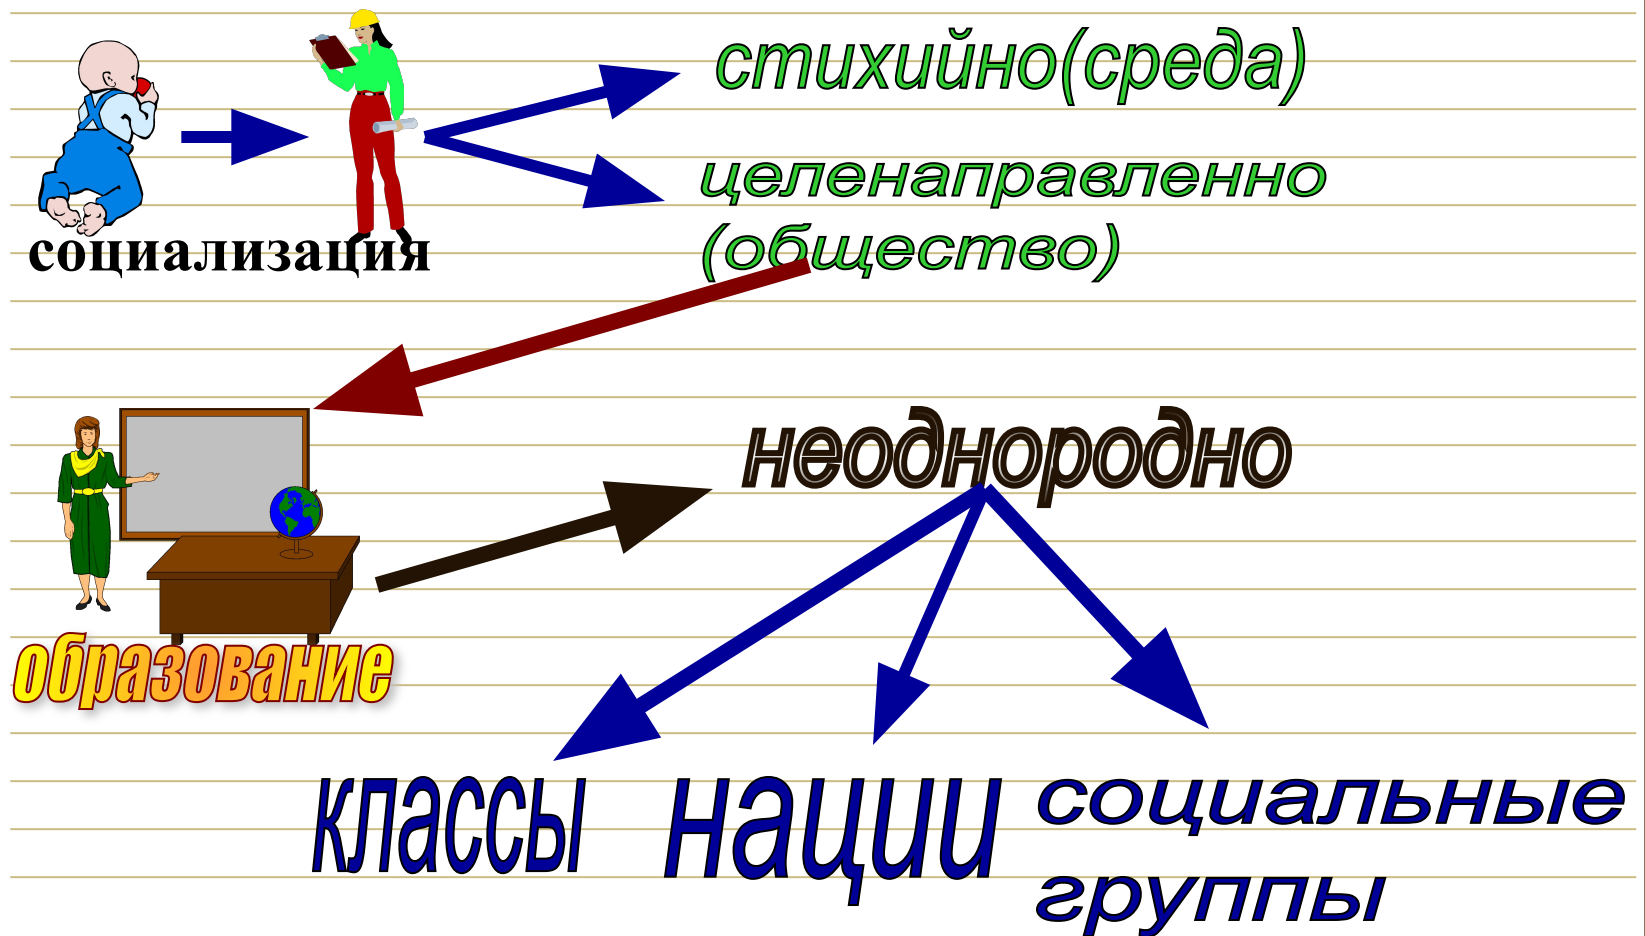 стихийно(среда)
целенаправленно
(общество)
социализация
неоднородно
образование
классы
нации
социальные
группы